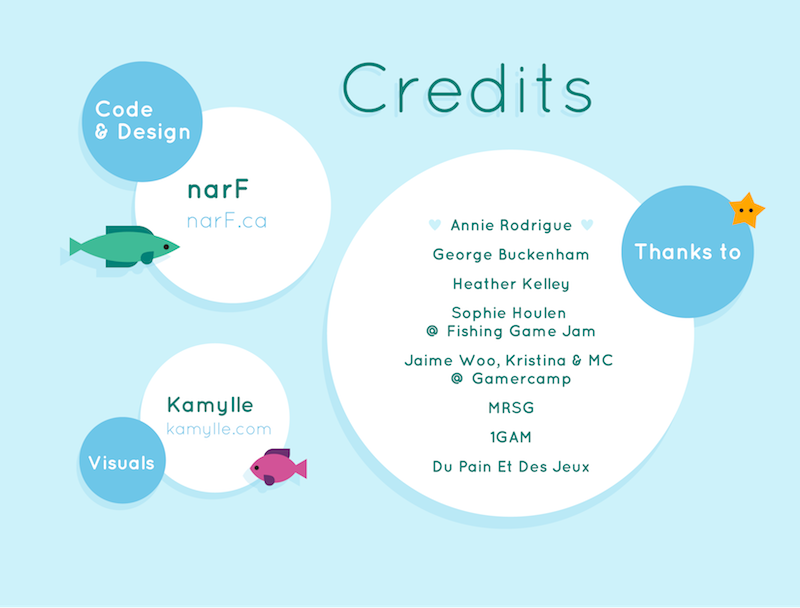 Credits
Code
& Design
narF
narF.ca
Visuals
Kamylle
kamylle.com
Thanks to
Annie Rodrigue
George Buckenham
Heather Kelley
Sophie Houlen
@ Fishing Game Jam
Jaime Woo, Kristina & MC
@ Gamercamp
MRSG
1GAM
Du Pain Et Des Jeux